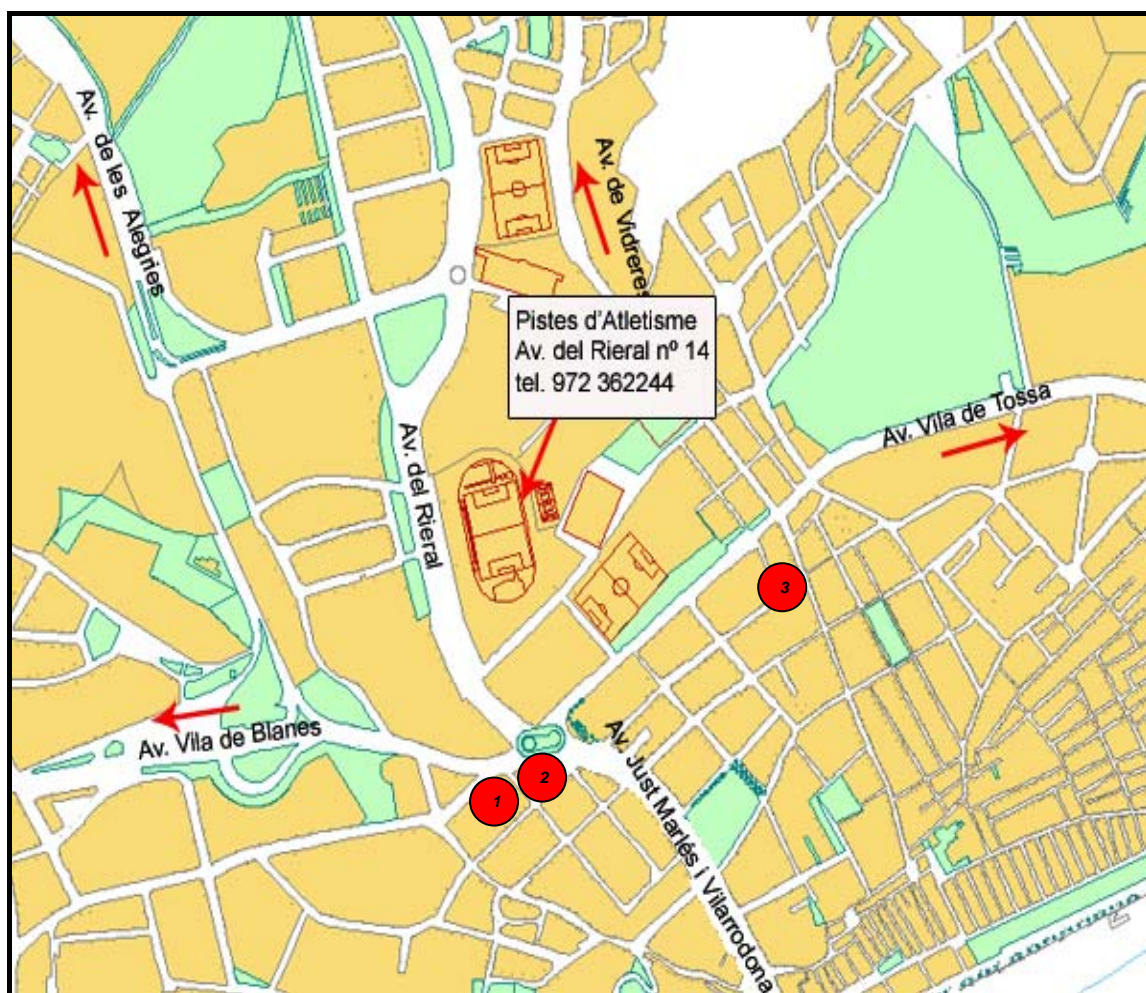 Av. de les Alegries
Av. de Vidreres
Pistes d'Atletisme
Av. del Rieral nº 14
tel. 972 362244
Av. Vila de Tossa
Av. del Rieral
3
Av. Vila de Blanes
Av. Just Marlés i Vilarrodona
2
1